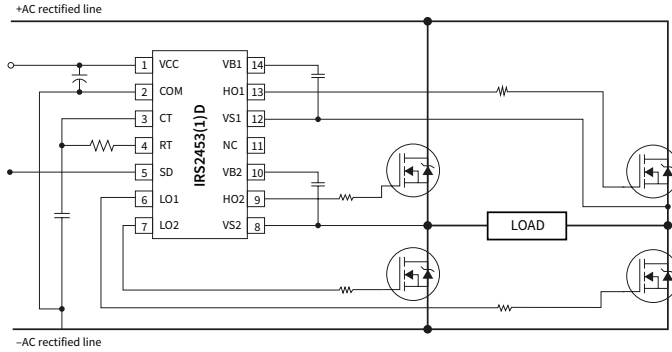 +AC rectified line
1 VCC VB1 14
2 COM HO1 13
3 CT VS1 12
4 RT NC 11
5 SD VB2 10
6 LO1 HO2 9
7 LO2 VS2 8
IRS2453(1)D
LOAD
–AC rectified line